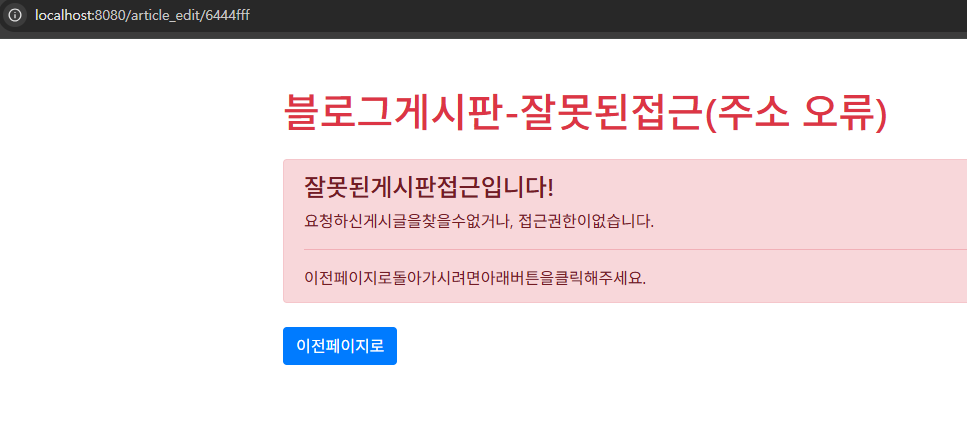 localhost:8080/article_edit/6444fff
블로그게시판-잘못된접근(주소 오류)
잘못된게시판접근입니다!
요청하신게시글을찾을수없거나, 접근권한이없습니다.
이전페이지로돌아가시려면아래버튼을클릭해주세요.
이전페이지로